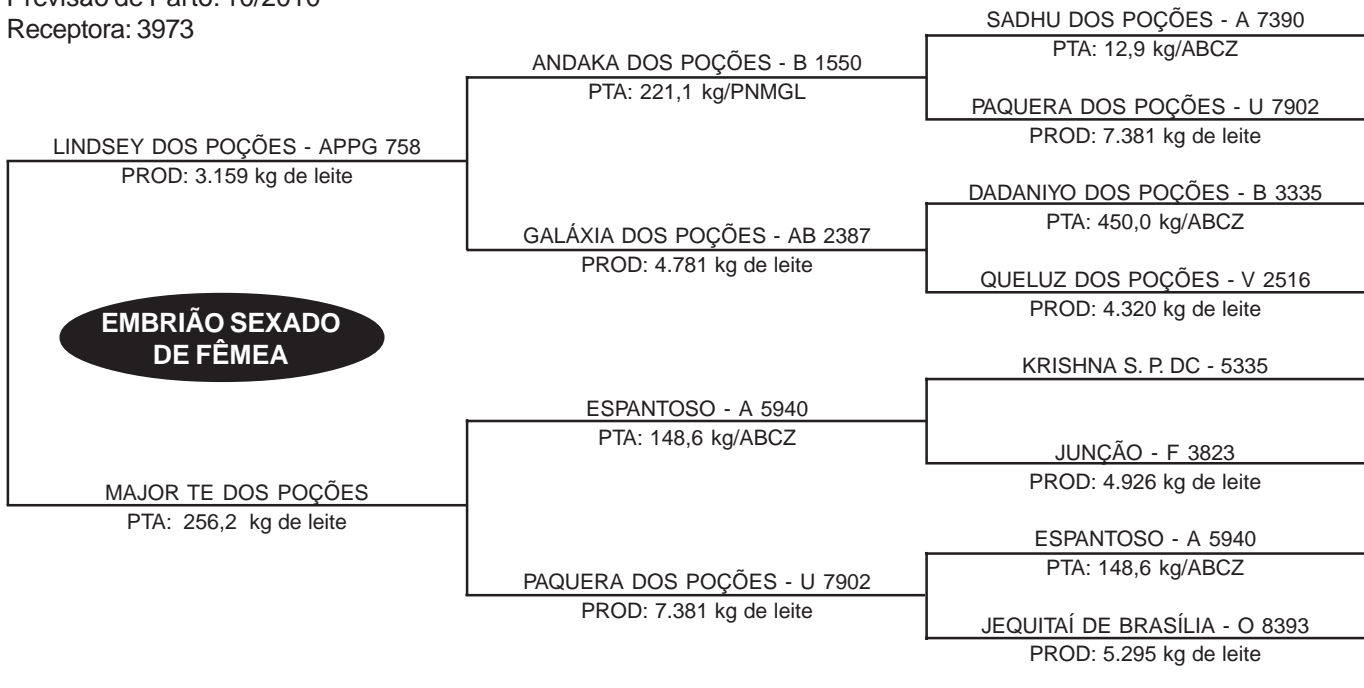 Previsão de Parto: 10/2010
Receptora: 3973
LINDSEY DOS POÇÕES - APPG 758
PROD: 3.159 kg de leite
EMBRIÃO SEXADO
DE FÊMEA
MAJOR TE DOS POÇÕES
PTA: 256,2 kg de leite
ANDAKA DOS POÇÕES - B 1550
PTA: 221,1 kg/PNMGL
GALÁXIA DOS POÇÕES - AB 2387
PROD: 4.781 kg de leite
ESPANTOSO - A 5940
PTA: 148,6 kg/ABCZ
PAQUERA DOS POÇÕES - U 7902
PROD: 7.381 kg de leite
SADHU DOS POÇÕES - A 7390
PTA: 12,9 kg/ABCZ
PAQUERA DOS POÇÕES - U 7902
PROD: 7.381 kg de leite
DADANIYO DOS POÇÕES - B 3335
PTA: 450,0 kg/ABCZ
QUELUZ DOS POÇÕES - V 2516
PROD: 4.320 kg de leite
KRISHNA S. P. DC - 5335
JUNÇÃO - F 3823
PROD: 4.926 kg de leite
ESPANTOSO - A 5940
PTA: 148,6 kg/ABCZ
JEQUITAÍ DE BRASÍLIA - O 8393
PROD: 5.295 kg de leite